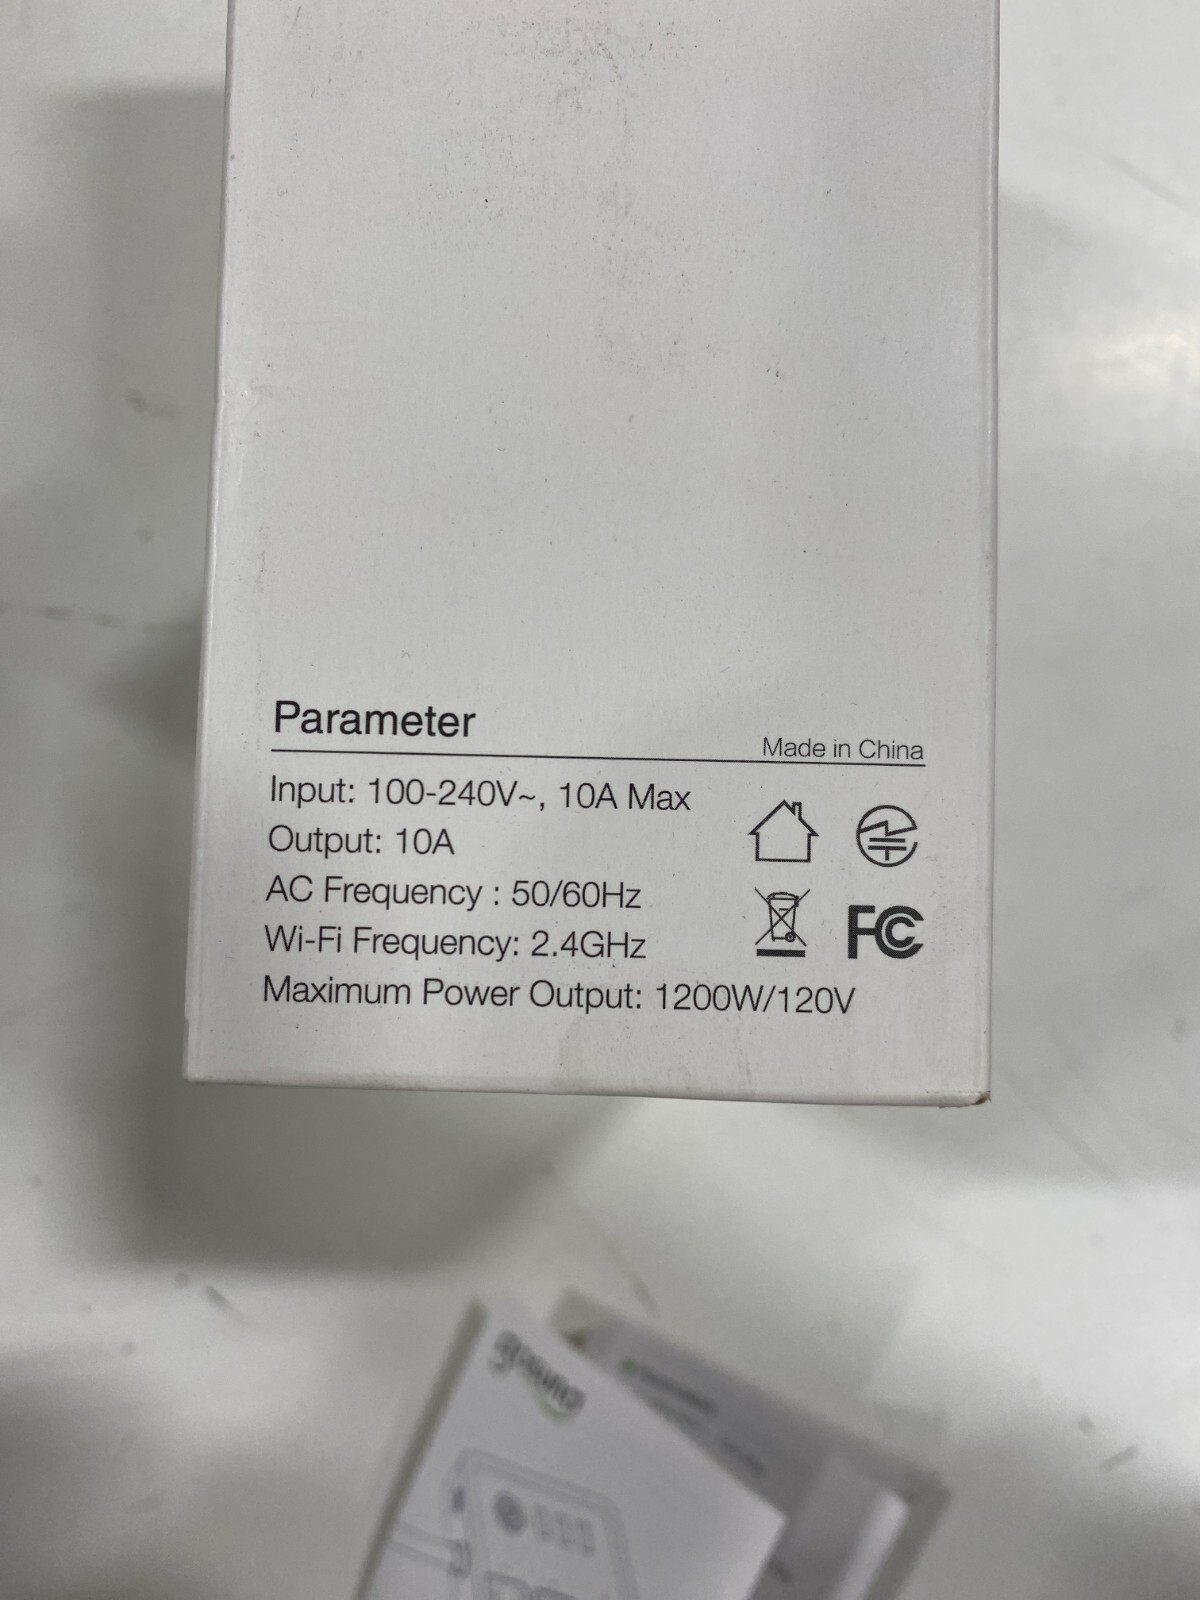 Parameter
Made in China
Input: 100-240V~, 10A Max
Output: 10A
AC Frequency : 50/60Hz
Wi-Fi Frequency: 2.4GHz
Maximum Power Output: 1200W/120V
FC